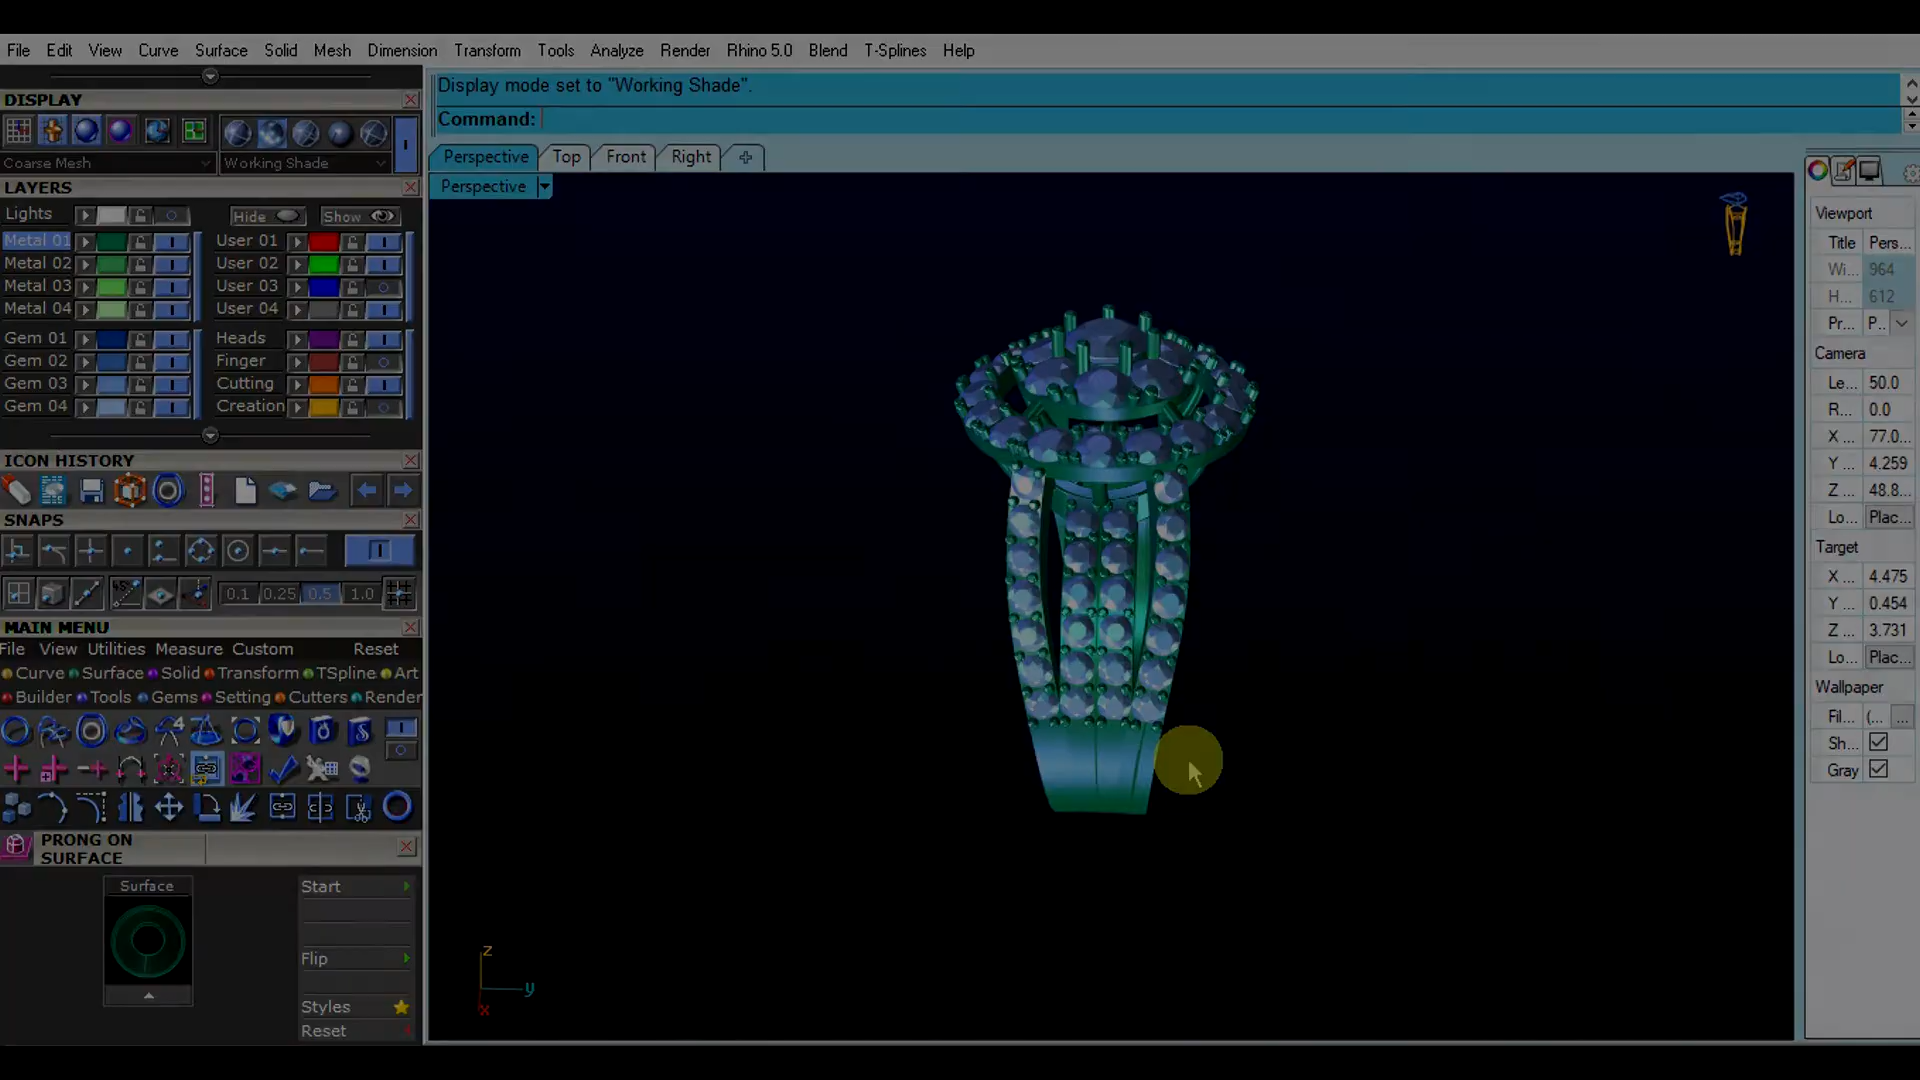 File Edit View Curve Surface Solid Mesh Dimension Transform Tools Analyze Render Rhino 5.0 Blend T-Splines Help
Display mode set to "Working Shade".
Command:
Perspective Top Front Right
Perspective
DISPLAY
Coarse Mesh Working Shade
LAYERS
Lights Hide Show
Metal 01 User 01
Metal 02 User 02
Metal 03 User 03
Metal 04 User 04
Gem 01 Heads
Gem 02 Finger
Gem 03 Cutting
Gem 04 Creation
ICON HISTORY
SNAPS
0.1 0.25 0.5 1.0
MAIN MENU
File View Utilities Measure Custom Reset
Curve Surface Solid Transform TSpline Art
Builder Tools Gems Setting Cutters Render
PRONG ON
SURFACE
Surface
Start
Flip
Styles
Reset
z
y
x
Viewport
Title Pers...
Wi... 964
H... 612
Pr... P..
Camera
Le... 50.0
R... 0.0
X ... 77.0...
Y ... 4.259
Z ... 48.8...
Lo... Plac...
Target
X ... 4.475
Y ... 0.454
Z ... 3.731
Lo... Plac...
Wallpaper
Fil... (... ...
Sh...
Gray